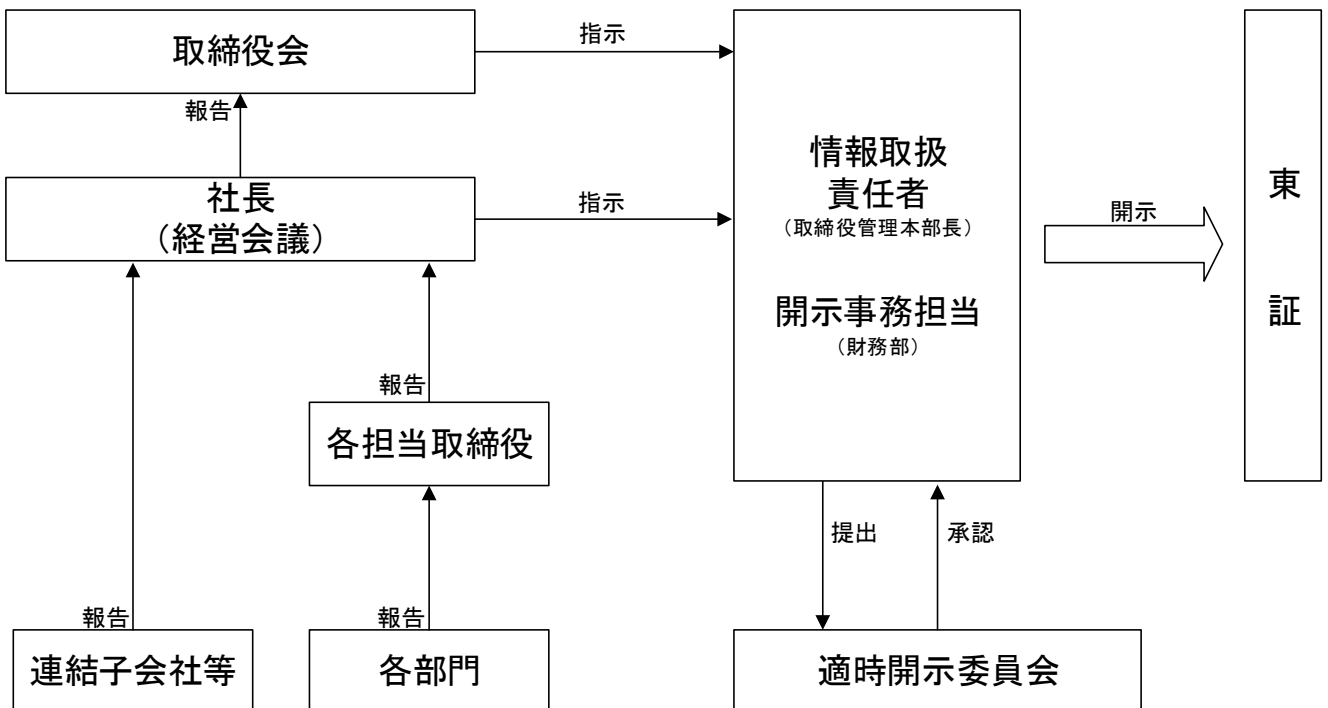 取締役会
指示
報告
社長
（経営会議）
指示
情報取扱
責任者
（取締役管理本部長）
開示事務担当
（財務部）
開示
東
証
報告
各担当取締役
提出
承認
報告
連結子会社等
報告
各部門
適時開示委員会